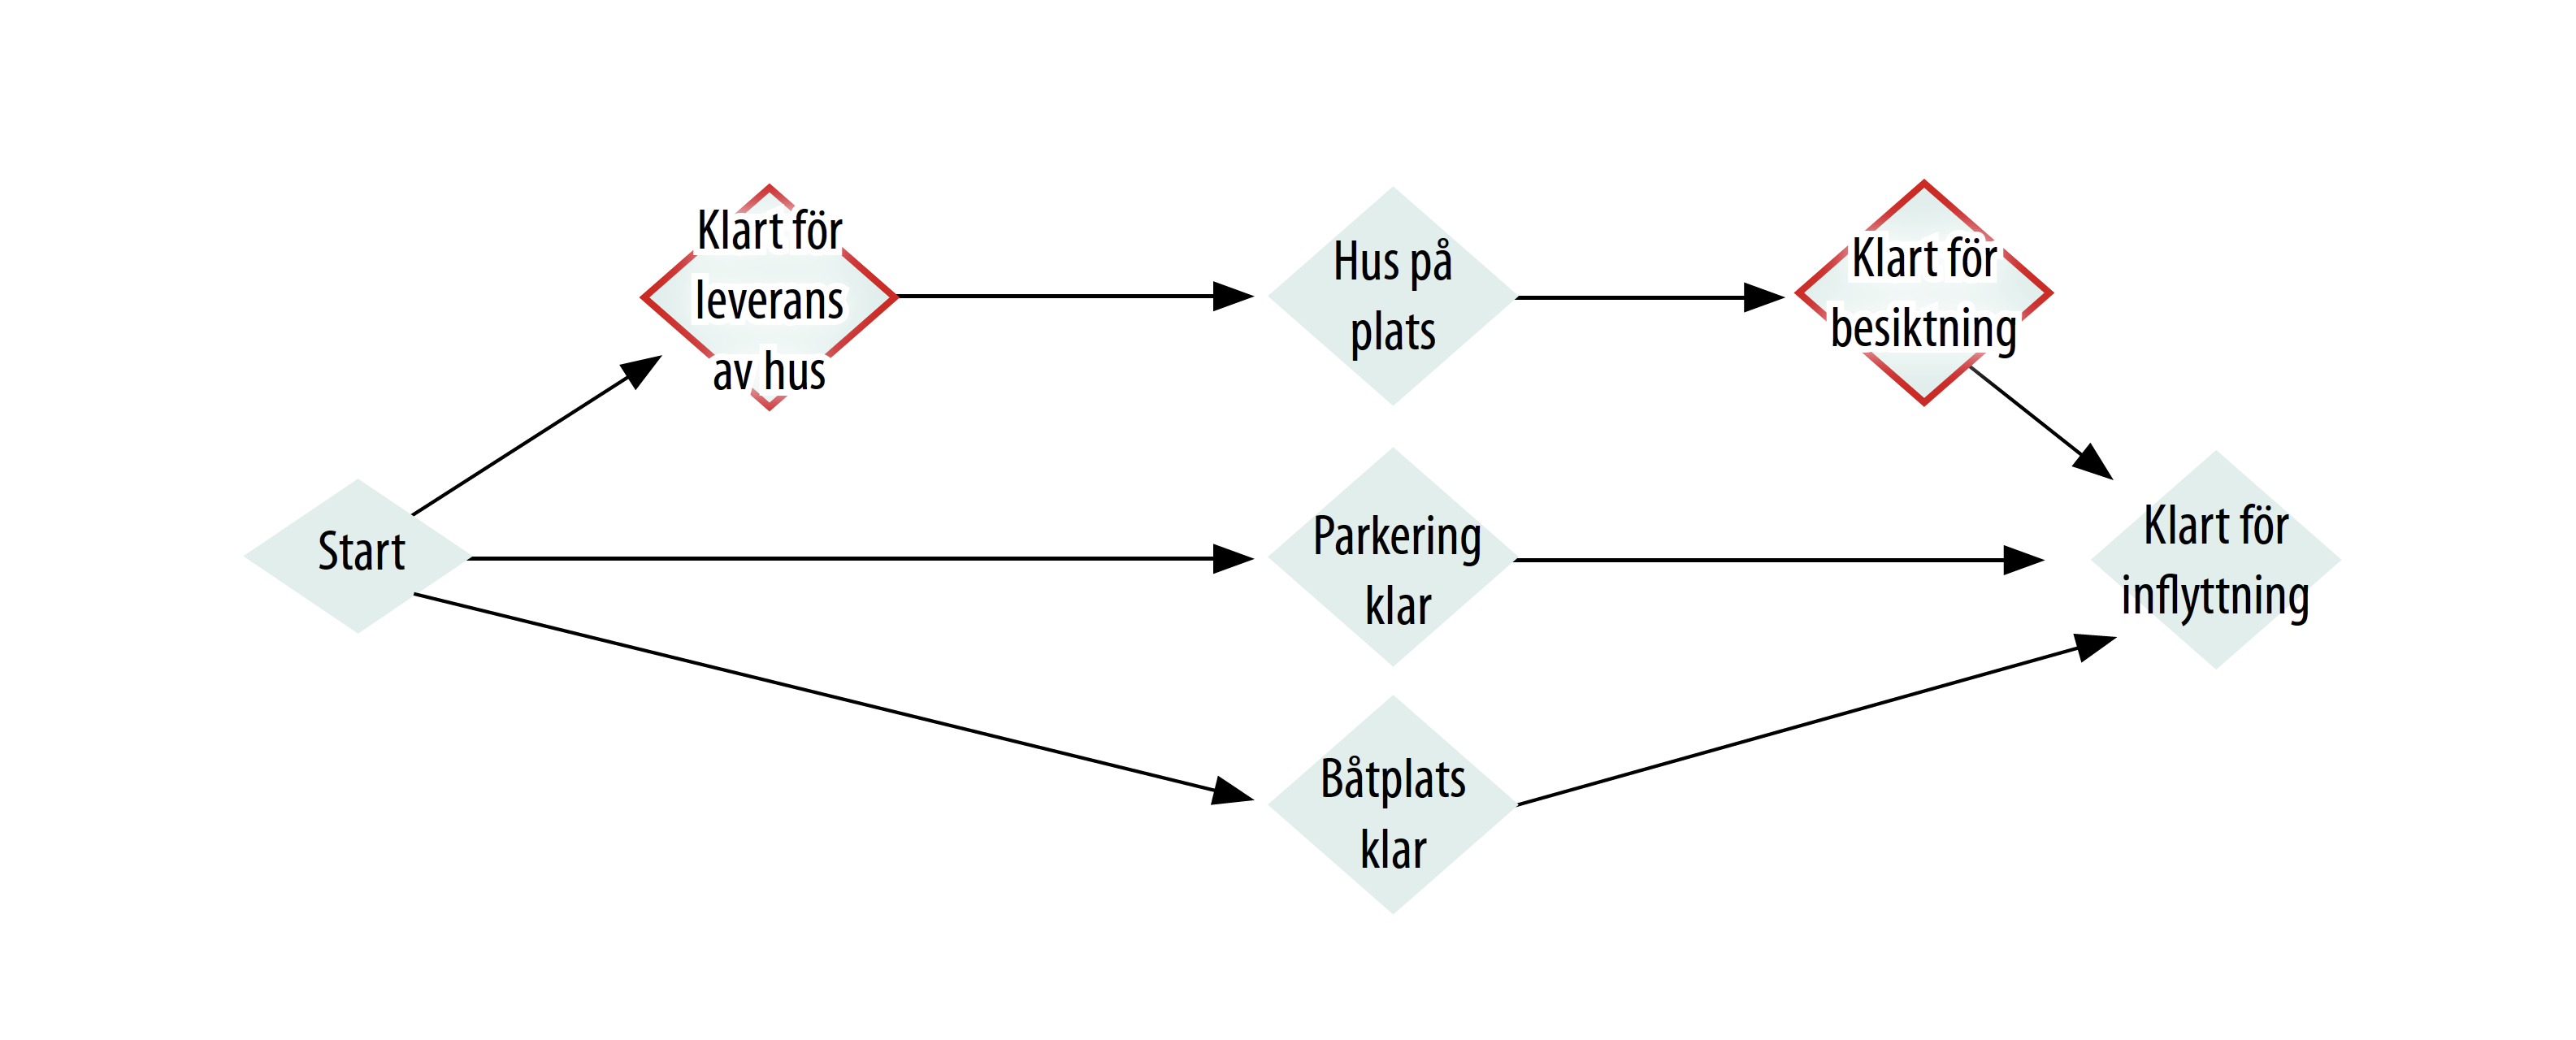 Klart för
leverans
av hus
Hus på
plats
Klart för
besiktning
Start
Parkering
klar
Klart för
inflyttning
Båtplats
klar